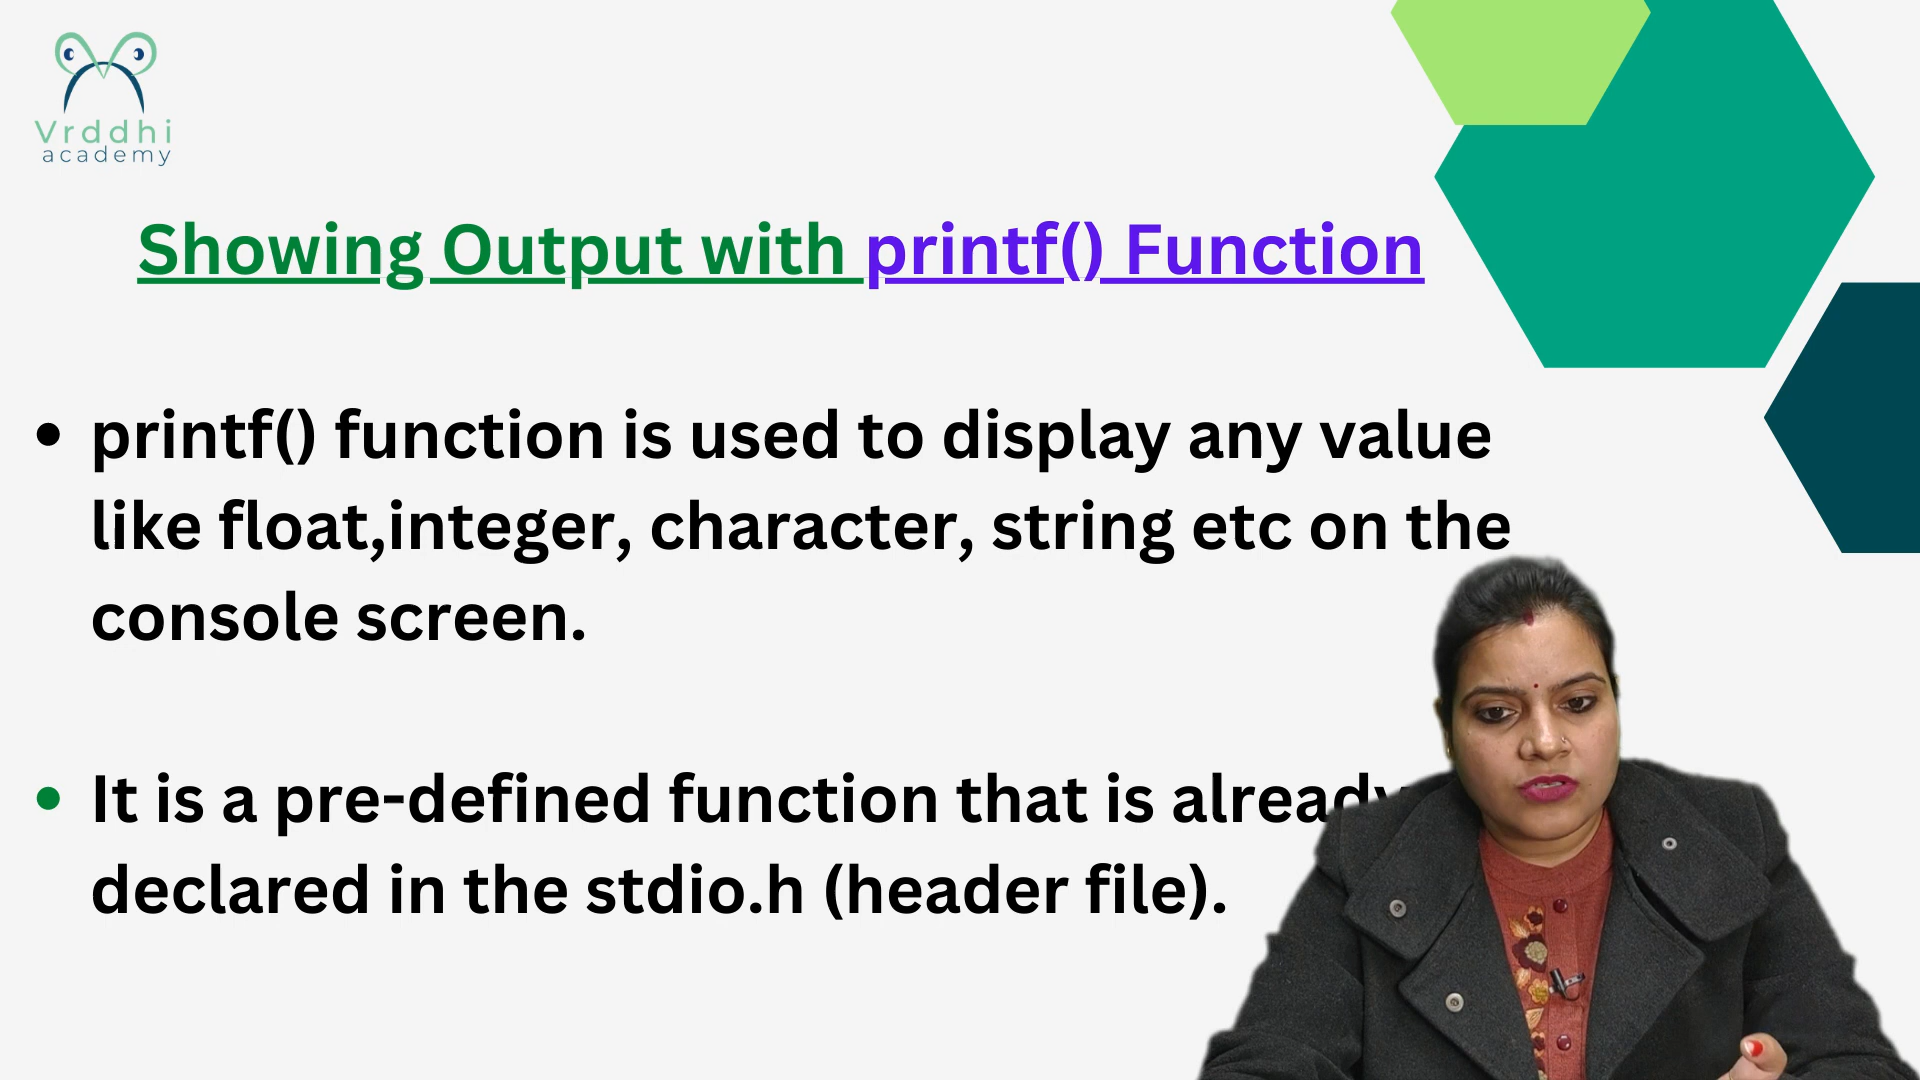 Vrddhi
academy
Showing Output with printf() Function
• printf() function is used to display any value
like float,integer, character, string etc on the
console screen.
• It is a pre-defined function that is already
declared in the stdio.h (header file).